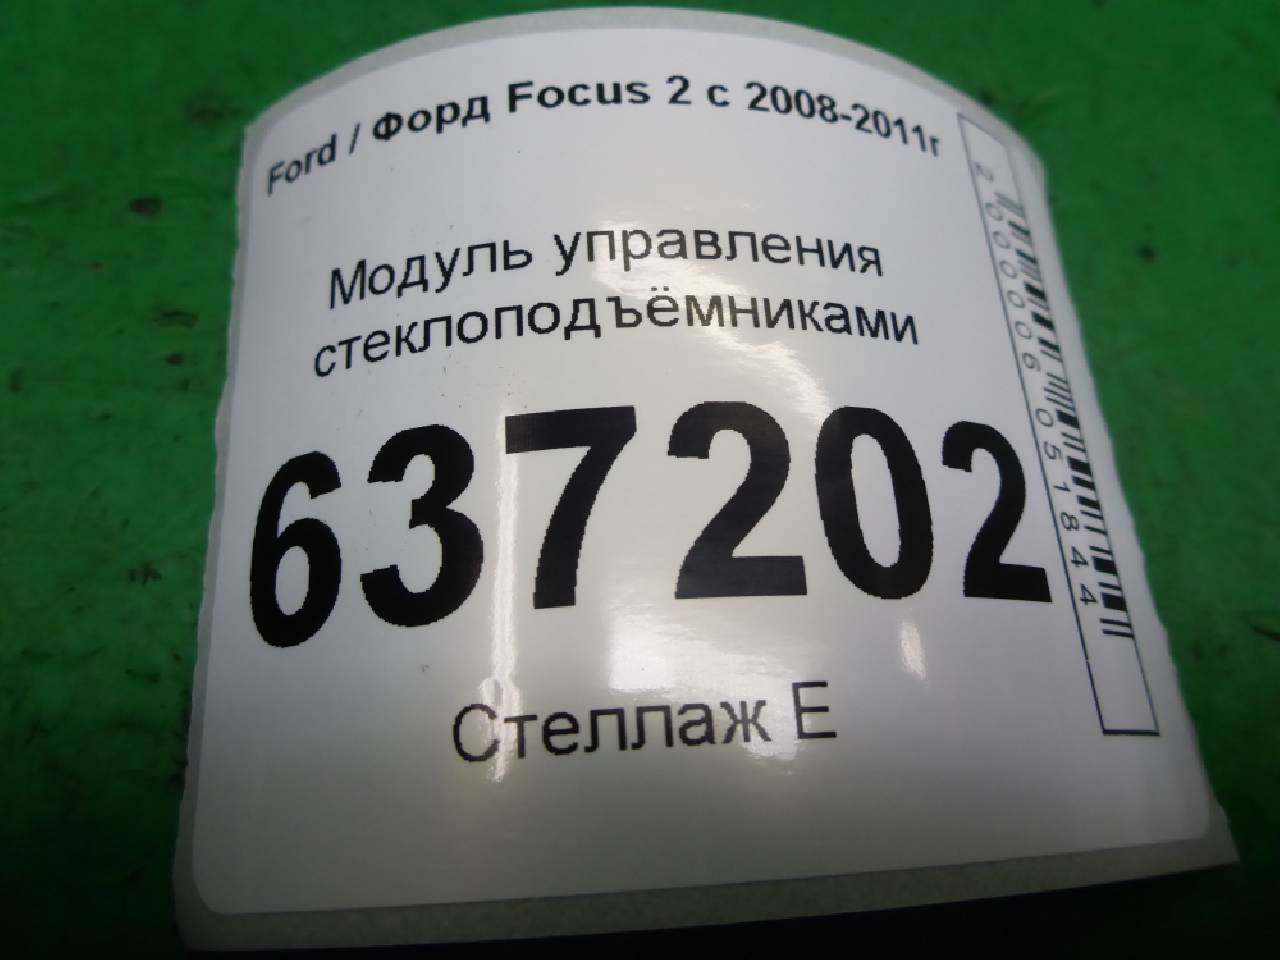 Ford / Форд Focus 2 с 2008-2011г
Модуль управления
стеклоподъёмниками
637202
Стеллаж Е
2000006051844